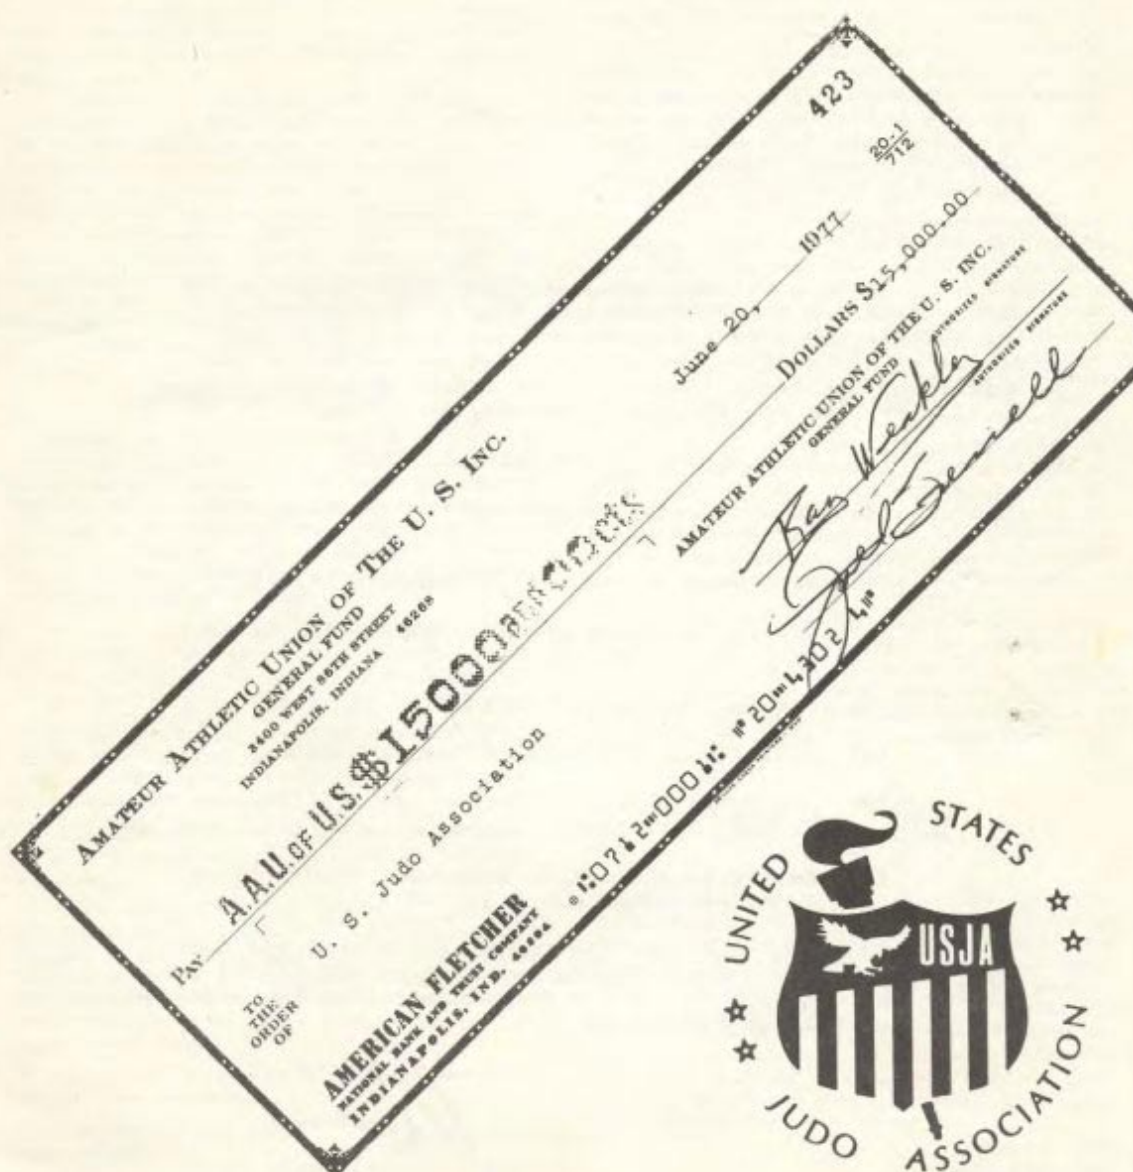 423
20-1
712
AMATEUR ATHLETIC UNION OF THE U. S. INC.
GENERAL FUND
3400 WEST 86TH STREET
INDIANAPOLIS, INDIANA 46268
June 20, 1977
PAY A.A.U. OF U.S. $15000 DOLLARS $15,000.00
TO
THE
ORDER
OF
U. S. Judo Association
AMATEUR ATHLETIC UNION OF THE U. S. INC.
GENERAL FUND
Ray
AUTHORIZED SIGNATURE
Joel Ferrell
AUTHORIZED SIGNATURE
AMERICAN FLETCHER
NATIONAL BANK AND TRUST COMPANY
INDIANAPOLIS, IND.
UNITED STATES
USJA
JUDO ASSOCIATION